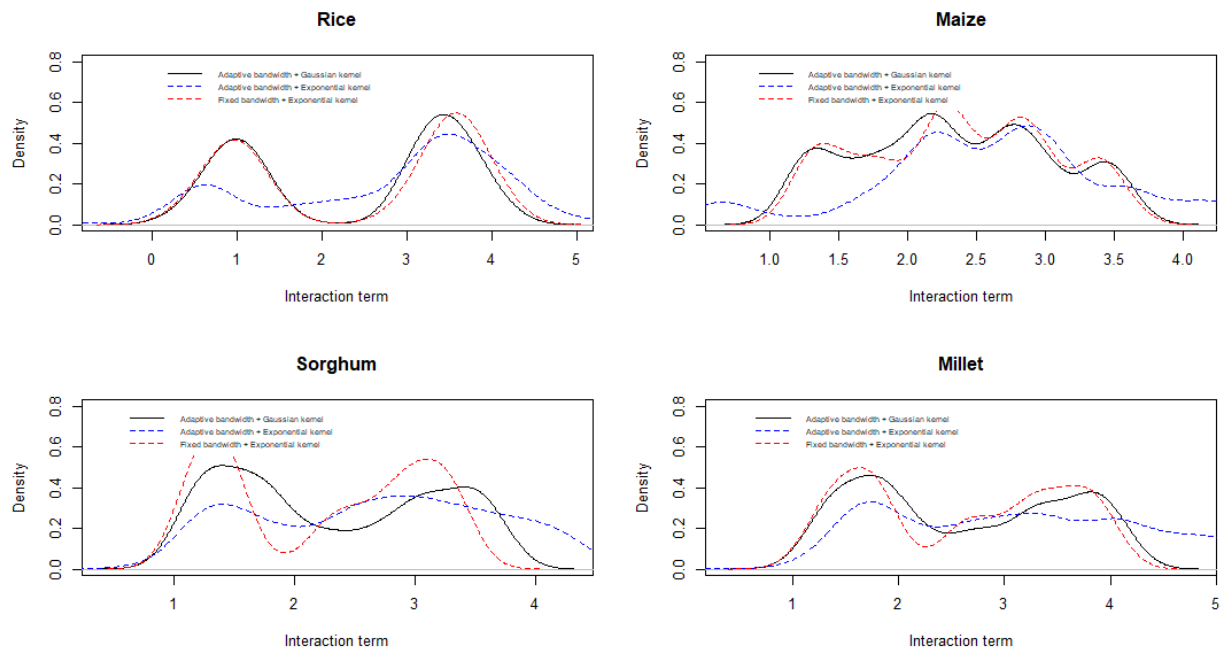 Rice
Density
0.0 0.2 0.4 0.6 0.8
Adaptive bandwidth + Gaussian kernel
Adaptive bandwidth + Exponential kernel
Fixed bandwidth + Exponential kernel
0 1 2 3 4 5
Interaction term
Maize
Density
0.0 0.2 0.4 0.6 0.8
Adaptive bandwidth + Gaussian kernel
Adaptive bandwidth + Exponential kernel
Fixed bandwidth + Exponential kernel
1.0 1.5 2.0 2.5 3.0 3.5 4.0
Interaction term
Sorghum
Density
0.0 0.2 0.4 0.6 0.8
Adaptive bandwidth + Gaussian kernel
Adaptive bandwidth + Exponential kernel
Fixed bandwidth + Exponential kernel
1 2 3 4
Interaction term
Millet
Density
0.0 0.2 0.4 0.6 0.8
Adaptive bandwidth + Gaussian kernel
Adaptive bandwidth + Exponential kernel
Fixed bandwidth + Exponential kernel
1 2 3 4 5
Interaction term